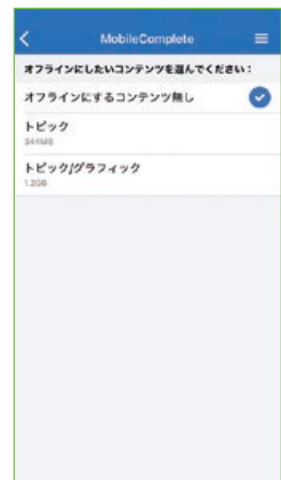 MobileComplete
オフラインにしたいコンテンツを選んでください：
オフラインにするコンテンツ無し
トピック
344MB
トピック/グラフィック
1.2GB